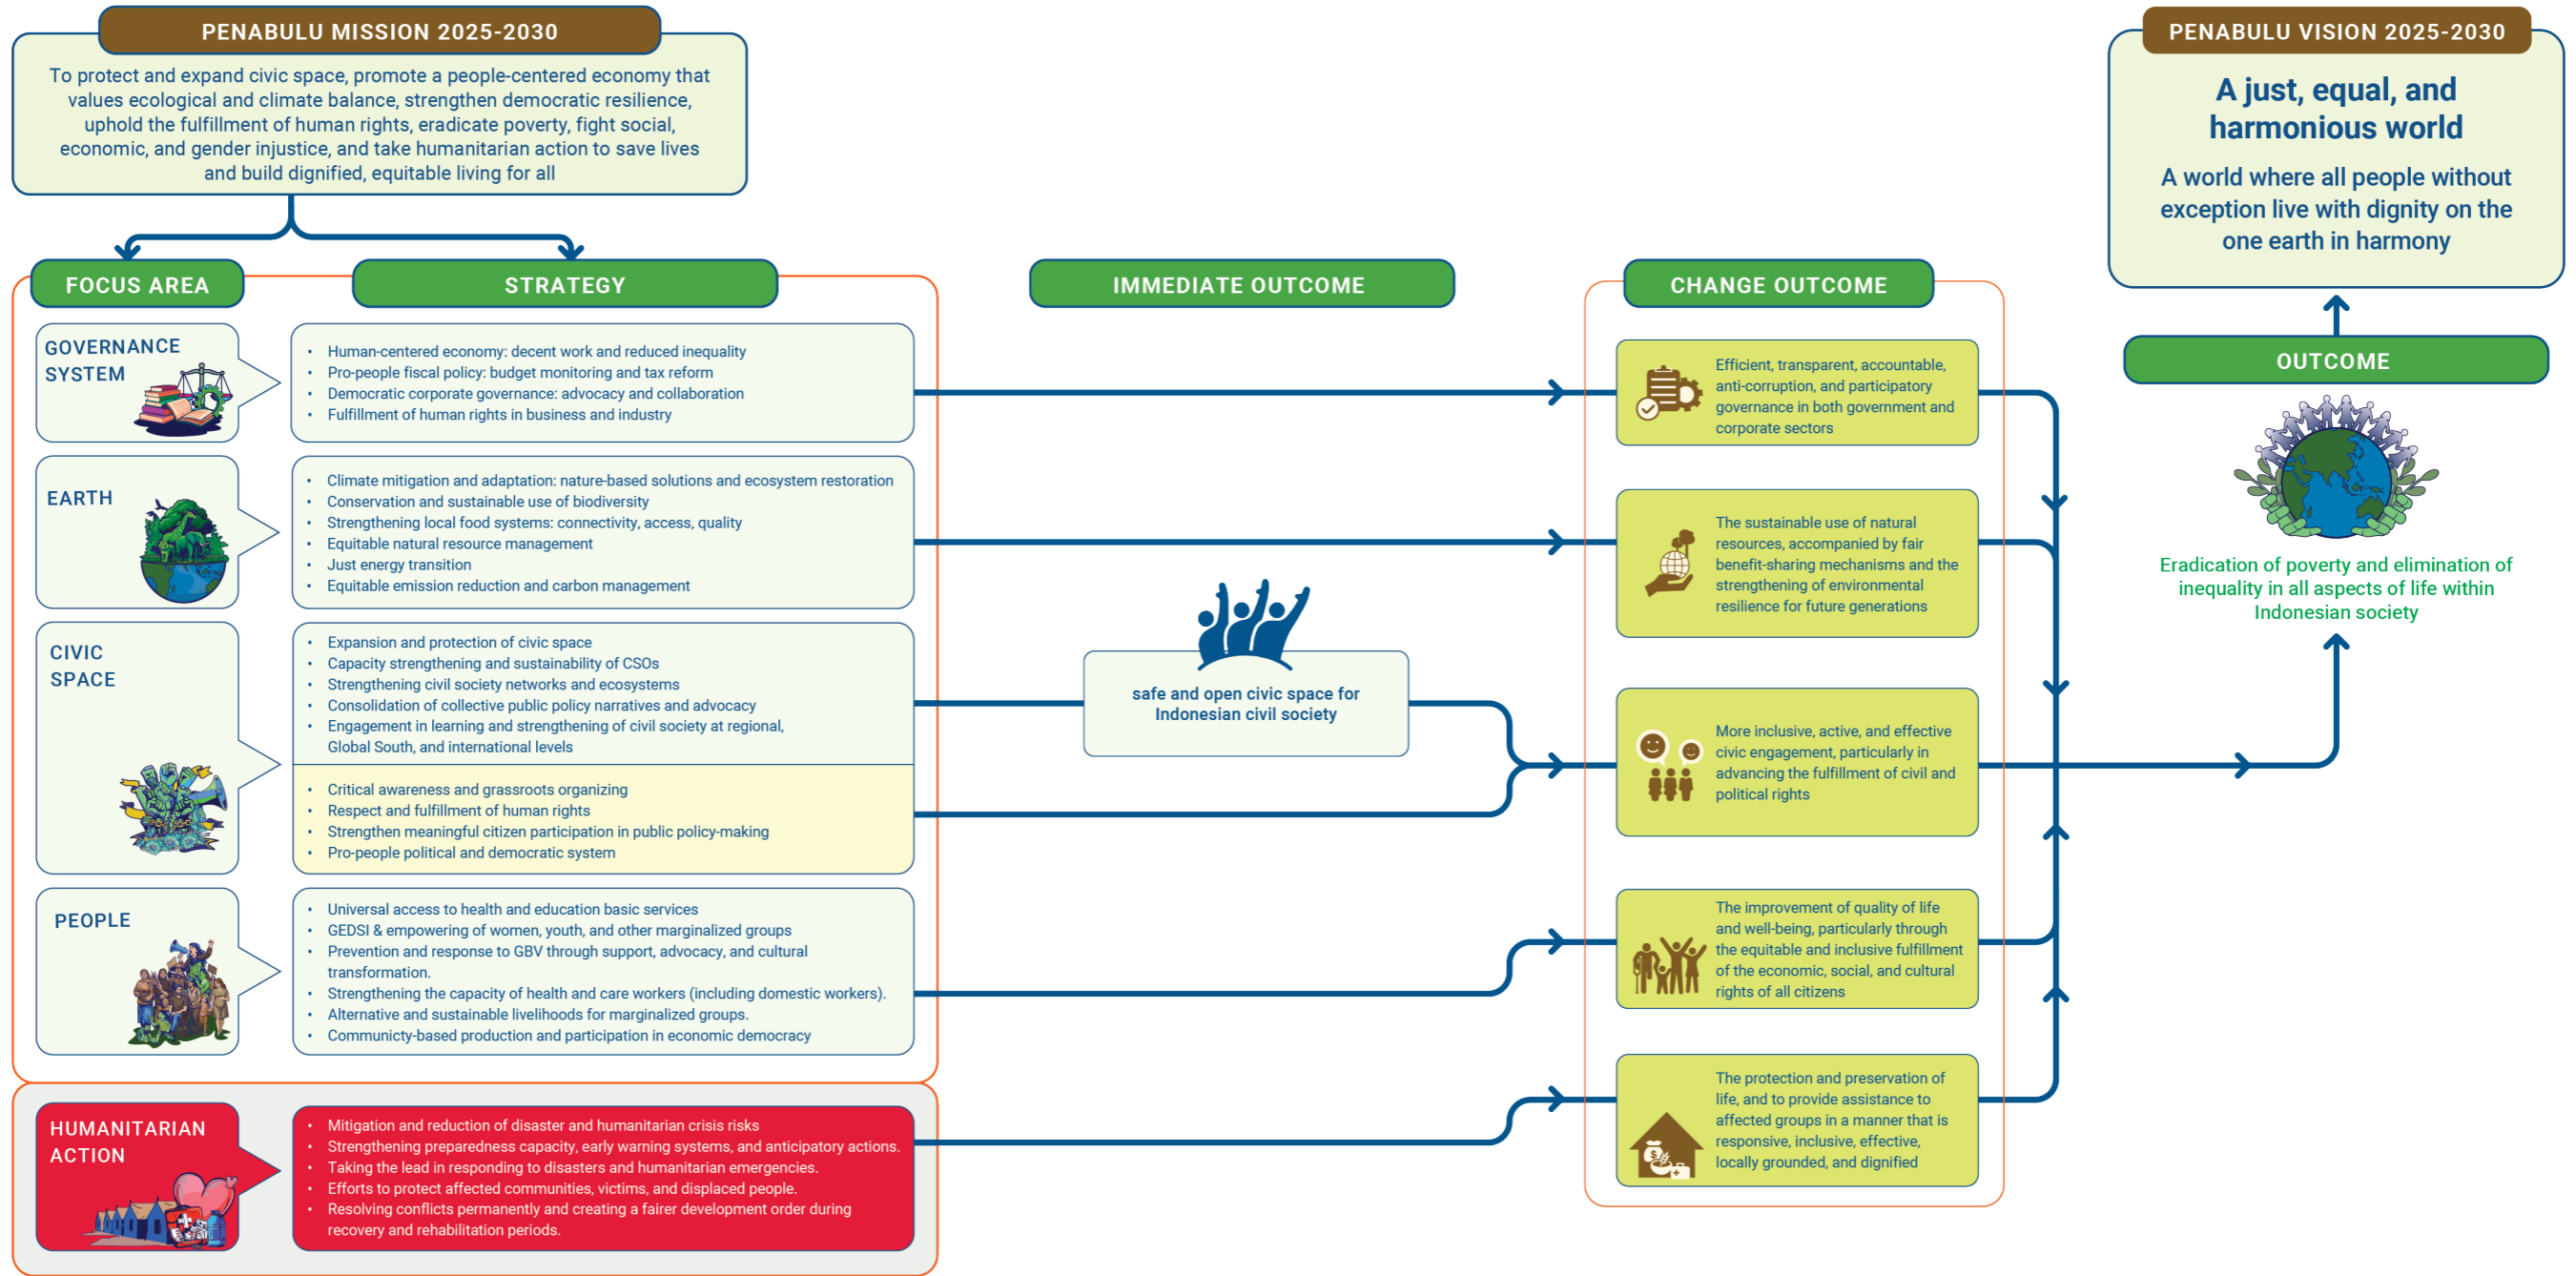 PENABULU MISSION 2025-2030
To protect and expand civic space, promote a people-centered economy that
values ecological and climate balance, strengthen democratic resilience,
uphold the fulfillment of human rights, eradicate poverty, fight social,
economic, and gender injustice, and take humanitarian action to save lives
and build dignified, equitable living for all
PENABULU VISION 2025-2030
A just, equal, and
harmonious world
A world where all people without
exception live with dignity on the
one earth in harmony
FOCUS AREA
STRATEGY
IMMEDIATE OUTCOME
CHANGE OUTCOME
OUTCOME
GOVERNANCE
SYSTEM
• Human-centered economy: decent work and reduced inequality
• Pro-people fiscal policy: budget monitoring and tax reform
• Democratic corporate governance: advocacy and collaboration
• Fulfillment of human rights in business and industry
Efficient, transparent, accountable,
anti-corruption, and participatory
governance in both government and
corporate sectors
EARTH
• Climate mitigation and adaptation: nature-based solutions and ecosystem restoration
• Conservation and sustainable use of biodiversity
• Strengthening local food systems: connectivity, access, quality
• Equitable natural resource management
• Just energy transition
• Equitable emission reduction and carbon management
The sustainable use of natural
resources, accompanied by fair
benefit-sharing mechanisms and the
strengthening of environmental
resilience for future generations
Eradication of poverty and elimination of
inequality in all aspects of life within
Indonesian society
CIVIC
SPACE
• Expansion and protection of civic space
• Capacity strengthening and sustainability of CSOs
• Strengthening civil society networks and ecosystems
• Consolidation of collective public policy narratives and advocacy
• Engagement in learning and strengthening of civil society at regional,
Global South, and international levels
• Critical awareness and grassroots organizing
• Respect and fulfillment of human rights
• Strengthen meaningful citizen participation in public policy-making
• Pro-people political and democratic system
safe and open civic space for
Indonesian civil society
More inclusive, active, and effective
civic engagement, particularly in
advancing the fulfillment of civil and
political rights
PEOPLE
• Universal access to health and education basic services
• GEDSI & empowering of women, youth, and other marginalized groups
• Prevention and response to GBV through support, advocacy, and cultural
transformation.
• Strengthening the capacity of health and care workers (including domestic workers).
• Alternative and sustainable livelihoods for marginalized groups.
• Communicty-based production and participation in economic democracy
The improvement of quality of life
and well-being, particularly through
the equitable and inclusive fulfillment
of the economic, social, and cultural
rights of all citizens
HUMANITARIAN
ACTION
• Mitigation and reduction of disaster and humanitarian crisis risks
• Strengthening preparedness capacity, early warning systems, and anticipatory actions.
• Taking the lead in responding to disasters and humanitarian emergencies.
• Efforts to protect affected communities, victims, and displaced people.
• Resolving conflicts permanently and creating a fairer development order during
recovery and rehabilitation periods.
The protection and preservation of
life, and to provide assistance to
affected groups in a manner that is
responsive, inclusive, effective,
locally grounded, and dignified
$